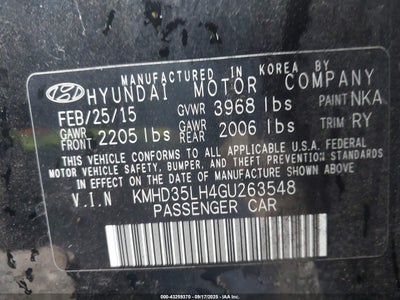 MANUFACTURED IN KOREA BY
HYUNDAI MOTOR COMPANY
FEB/25/15 GVWR 3968 lbs PAINT NKA
GAWR FRONT 2205 lbs GAWR REAR 2006 lbs TRIM RY
THIS VEHICLE CONFORMS TO ALL APPLICABLE U.S.A. FEDERAL
MOTOR VEHICLE SAFETY, BUMPER, AND THEFT PREVENTION
STANDARDS IN EFFECT ON THE DATE OF
MANUFACTURE SHOWN ABOVE.
V.I.N KMHD35LH4GU263548
PASSENGER CAR
000-43209370 (09/17/2025 - IAAI)